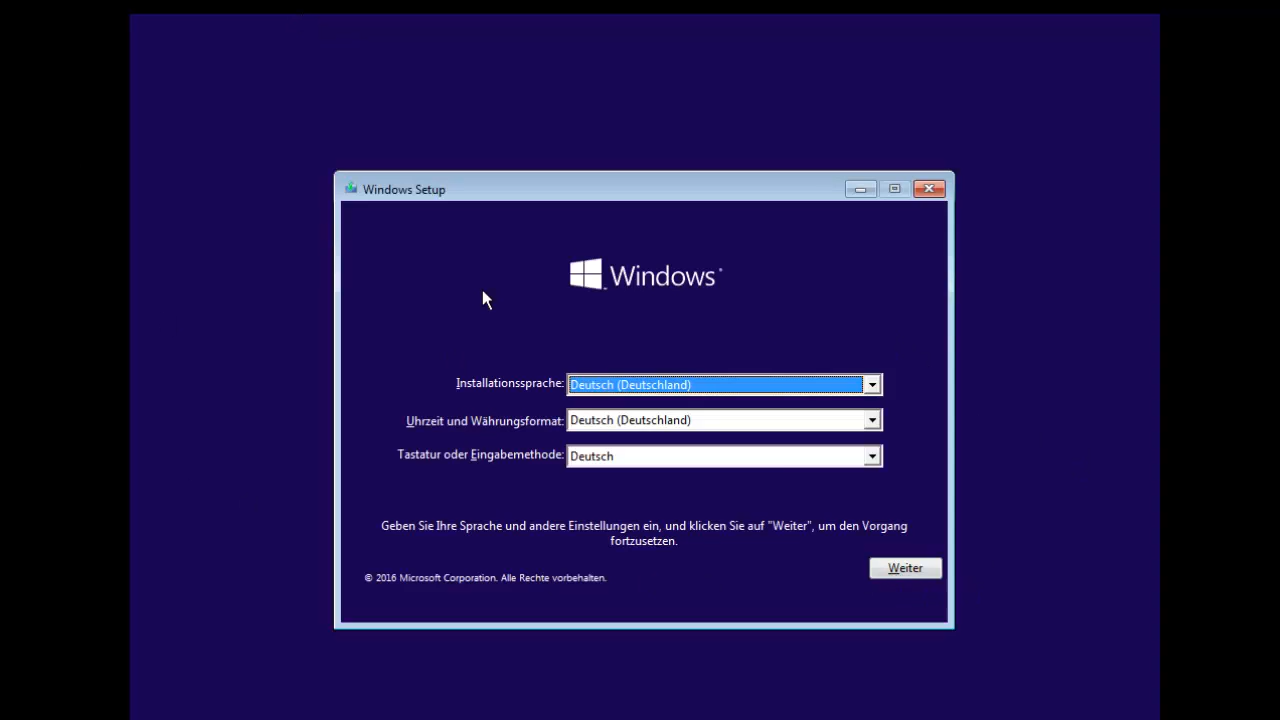 Windows Setup
Windows
Installationssprache: Deutsch (Deutschland)
Uhrzeit und Währungsformat: Deutsch (Deutschland)
Tastatur oder Eingabemethode: Deutsch
Geben Sie Ihre Sprache und andere Einstellungen ein, und klicken Sie auf "Weiter", um den Vorgang
fortzusetzen.
Weiter
© 2016 Microsoft Corporation. Alle Rechte vorbehalten.